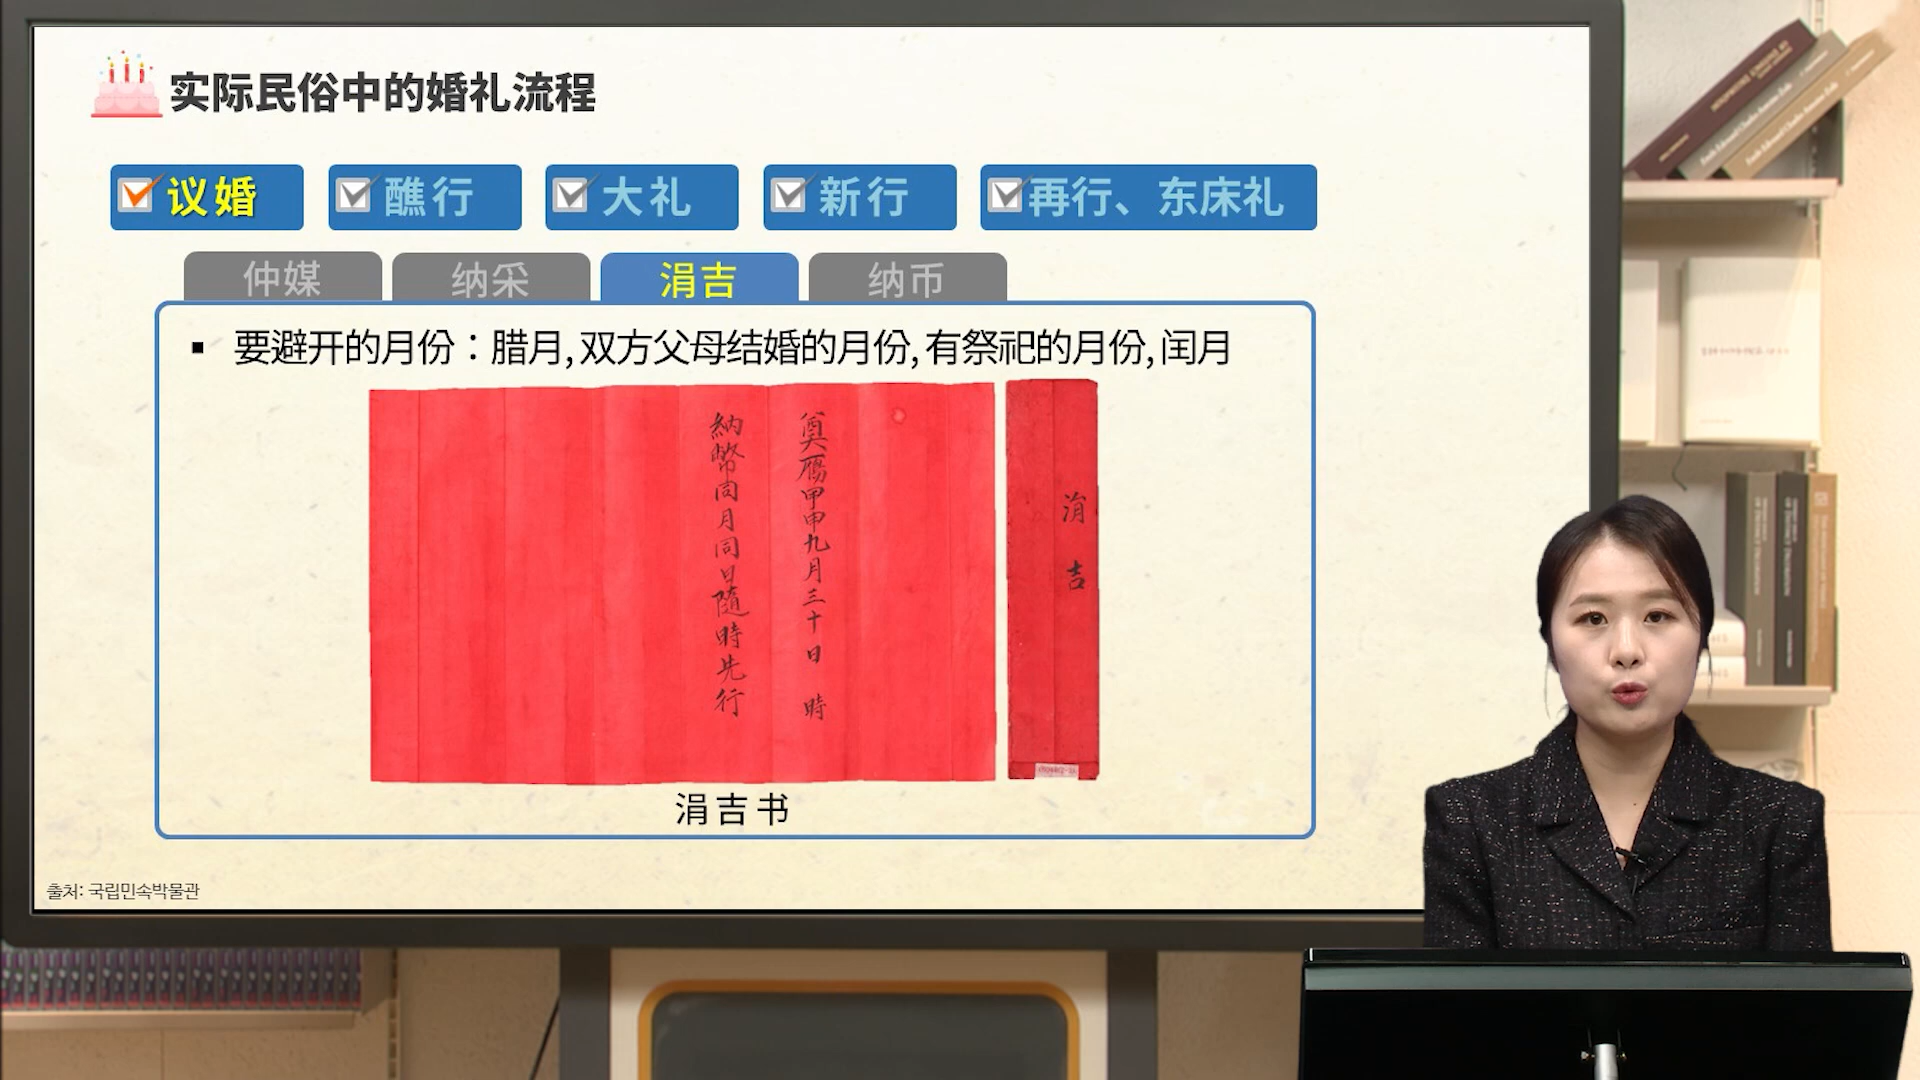 实际民俗中的婚礼流程
议婚
醮行
大礼
新行
再行、东床礼
仲媒
纳采
涓吉
纳币
▪ 要避开的月份：腊月, 双方父母结婚的月份, 有祭祀的月份, 闰月
奠雁甲申九月三十日 時
納幣同月同日隨時先行
涓吉
涓吉书
출처: 국립민속박물관